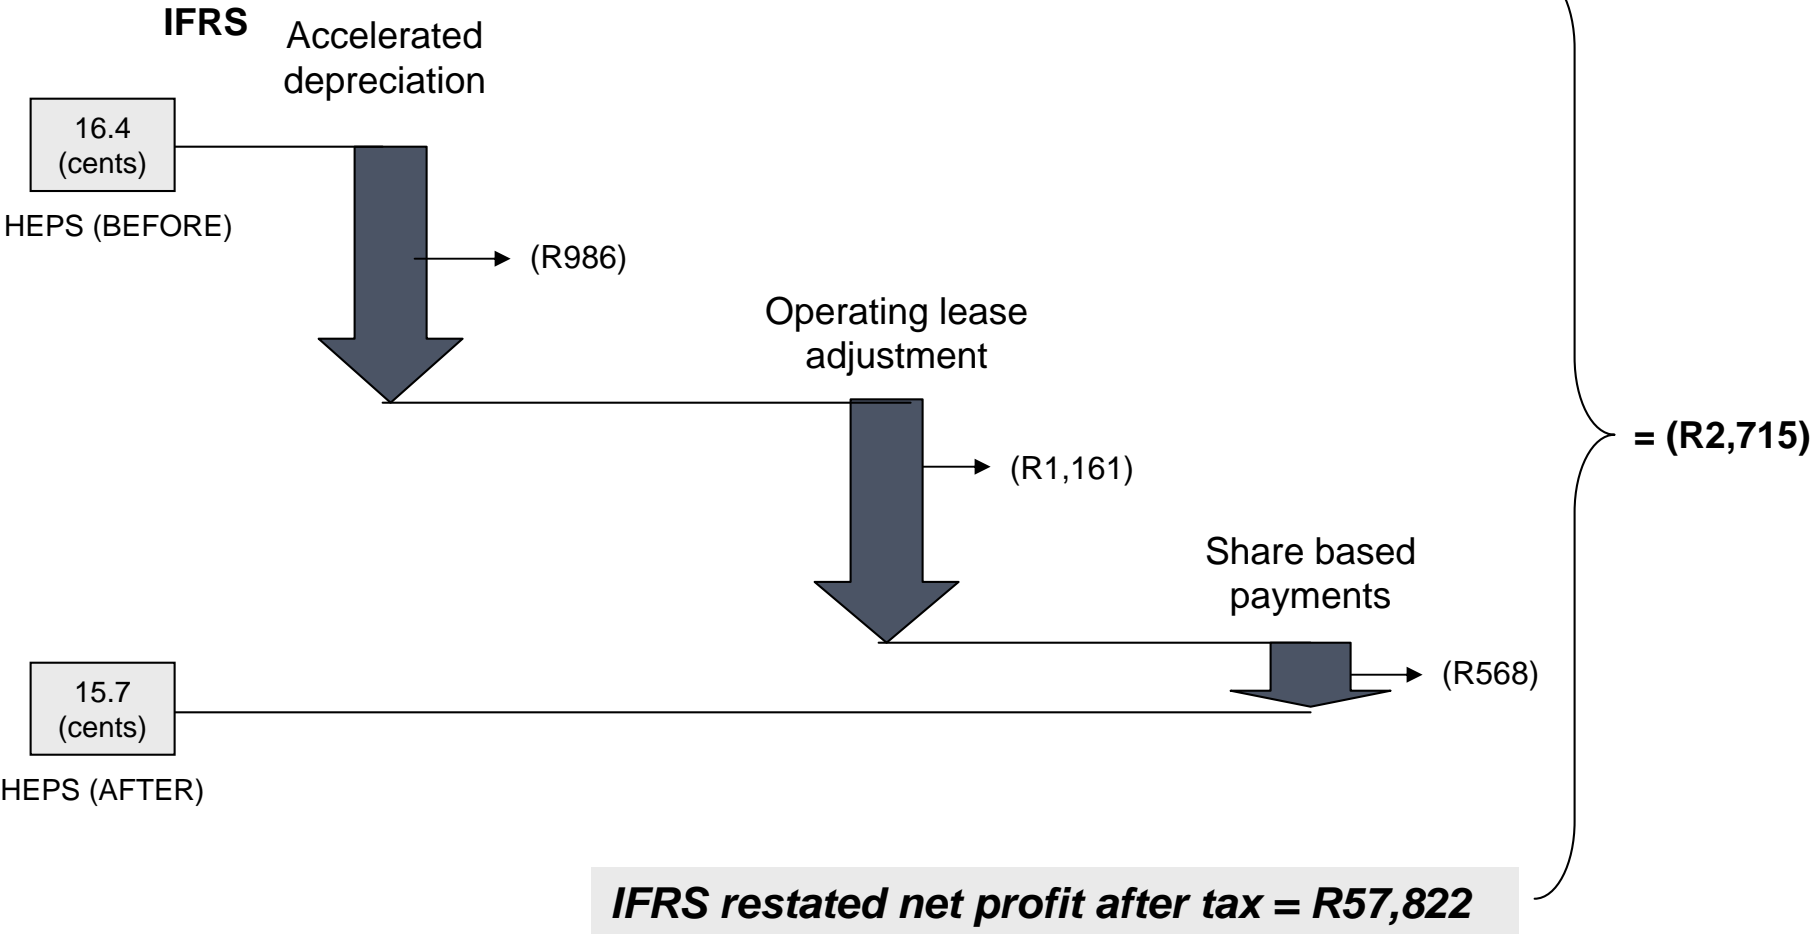 IFRS
Accelerated
depreciation
16.4
(cents)
HEPS (BEFORE)
(R986)
Operating lease
adjustment
= (R2,715)
(R1,161)
Share based
payments
(R568)
15.7
(cents)
HEPS (AFTER)
IFRS restated net profit after tax = R57,822